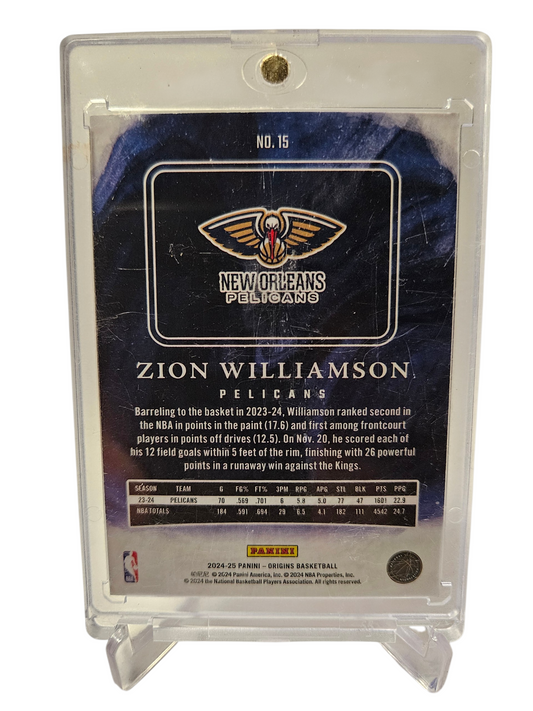 NO. 15
NEW ORLEANS
PELICANS
ZION WILLIAMSON
PELICANS
Barreling to the basket in 2023-24, Williamson ranked second in
the NBA in points in the paint (17.6) and first among frontcourt
players in points off drives (12.5). On Nov. 20, he scored each of
his 12 field goals within 5 feet of the rim, finishing with 26 powerful
points in a runaway win against the Kings.
SEASON TEAM G FG% FT% 3PM RPG APG STL BLK PTS PPG
23-24 PELICANS 70 .569 .701 6 5.8 5.0 77 47 1601 22.9
NBA TOTALS 184 .591 .694 29 6.5 4.1 182 111 4542 24.7
PANINI
2024-25 PANINI – ORIGINS BASKETBALL
© 2024 Panini America, Inc. © 2024 NBA Properties, Inc.
© 2024 the National Basketball Players Association. All rights reserved.